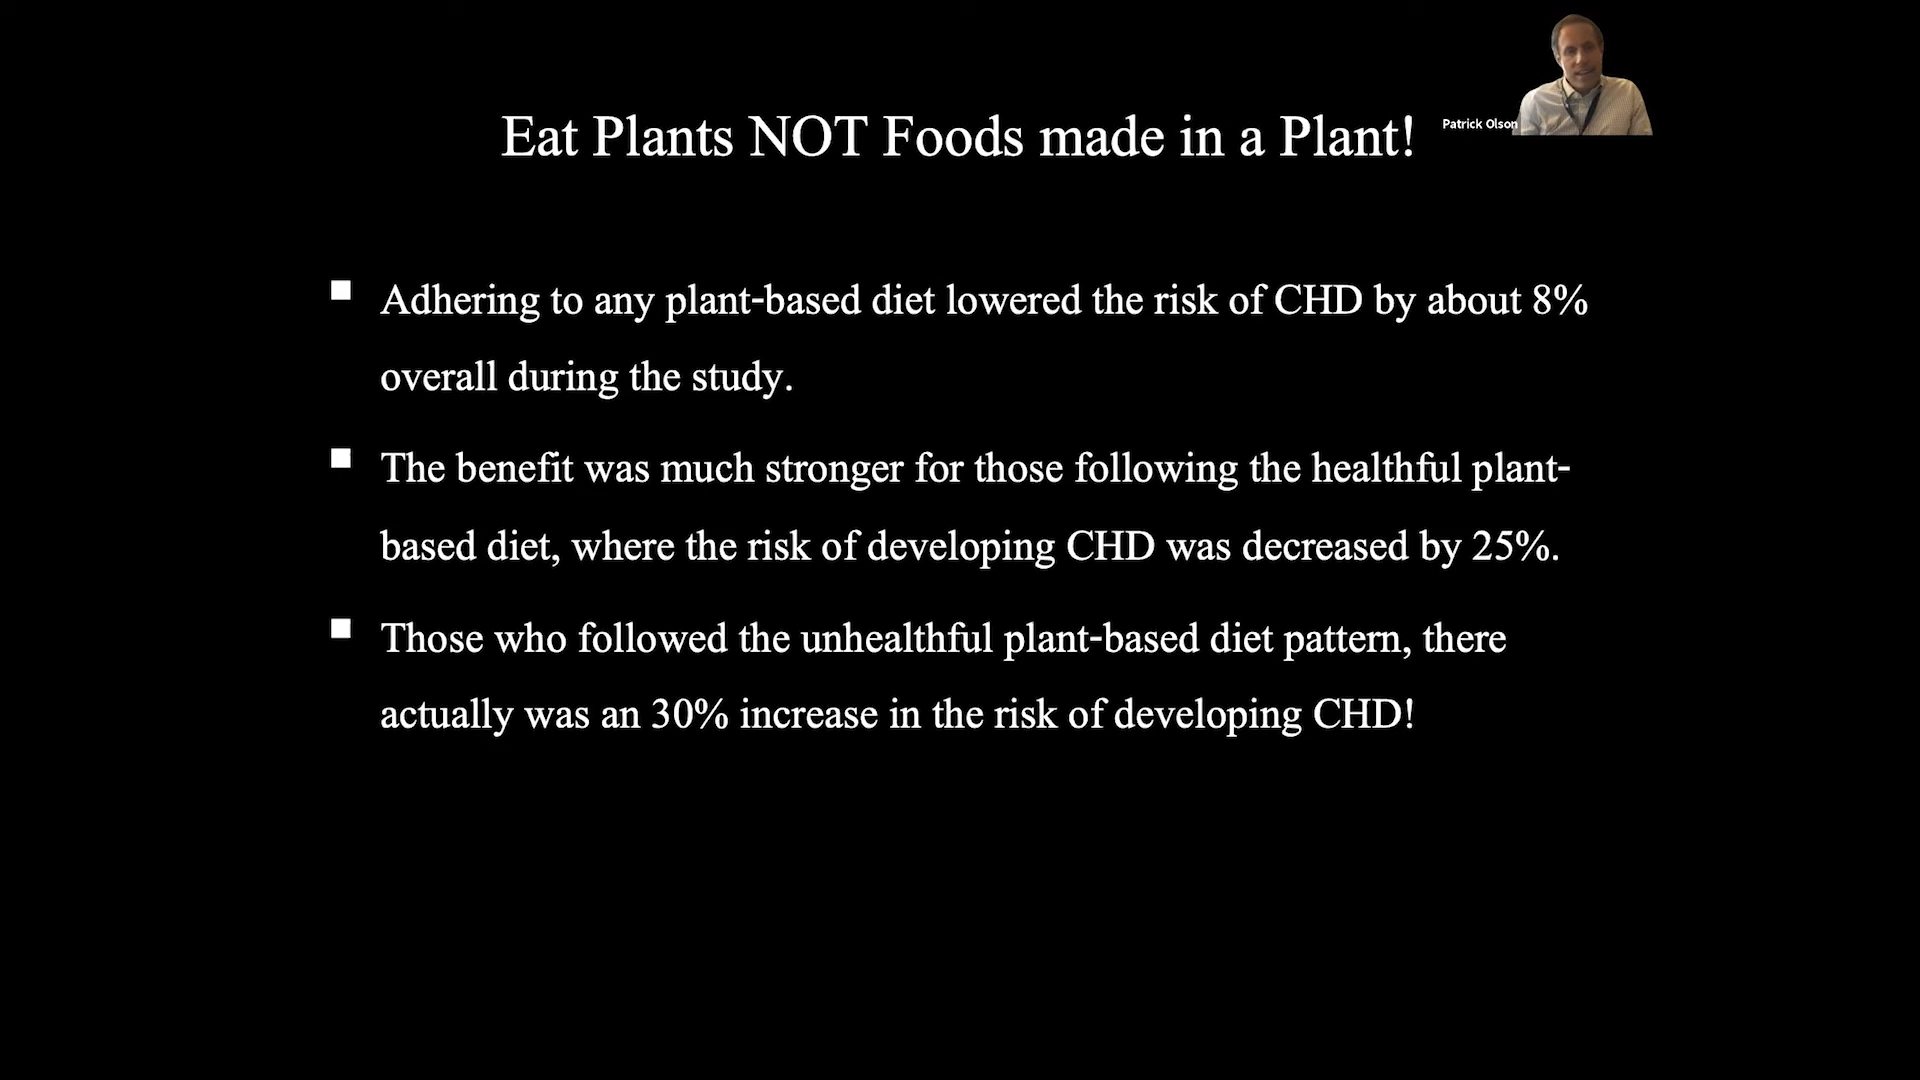 Eat Plants NOT Foods made in a Plant!
Patrick Olson
Adhering to any plant-based diet lowered the risk of CHD by about 8%
overall during the study.
The benefit was much stronger for those following the healthful plant-
based diet, where the risk of developing CHD was decreased by 25%.
Those who followed the unhealthful plant-based diet pattern, there
actually was an 30% increase in the risk of developing CHD!